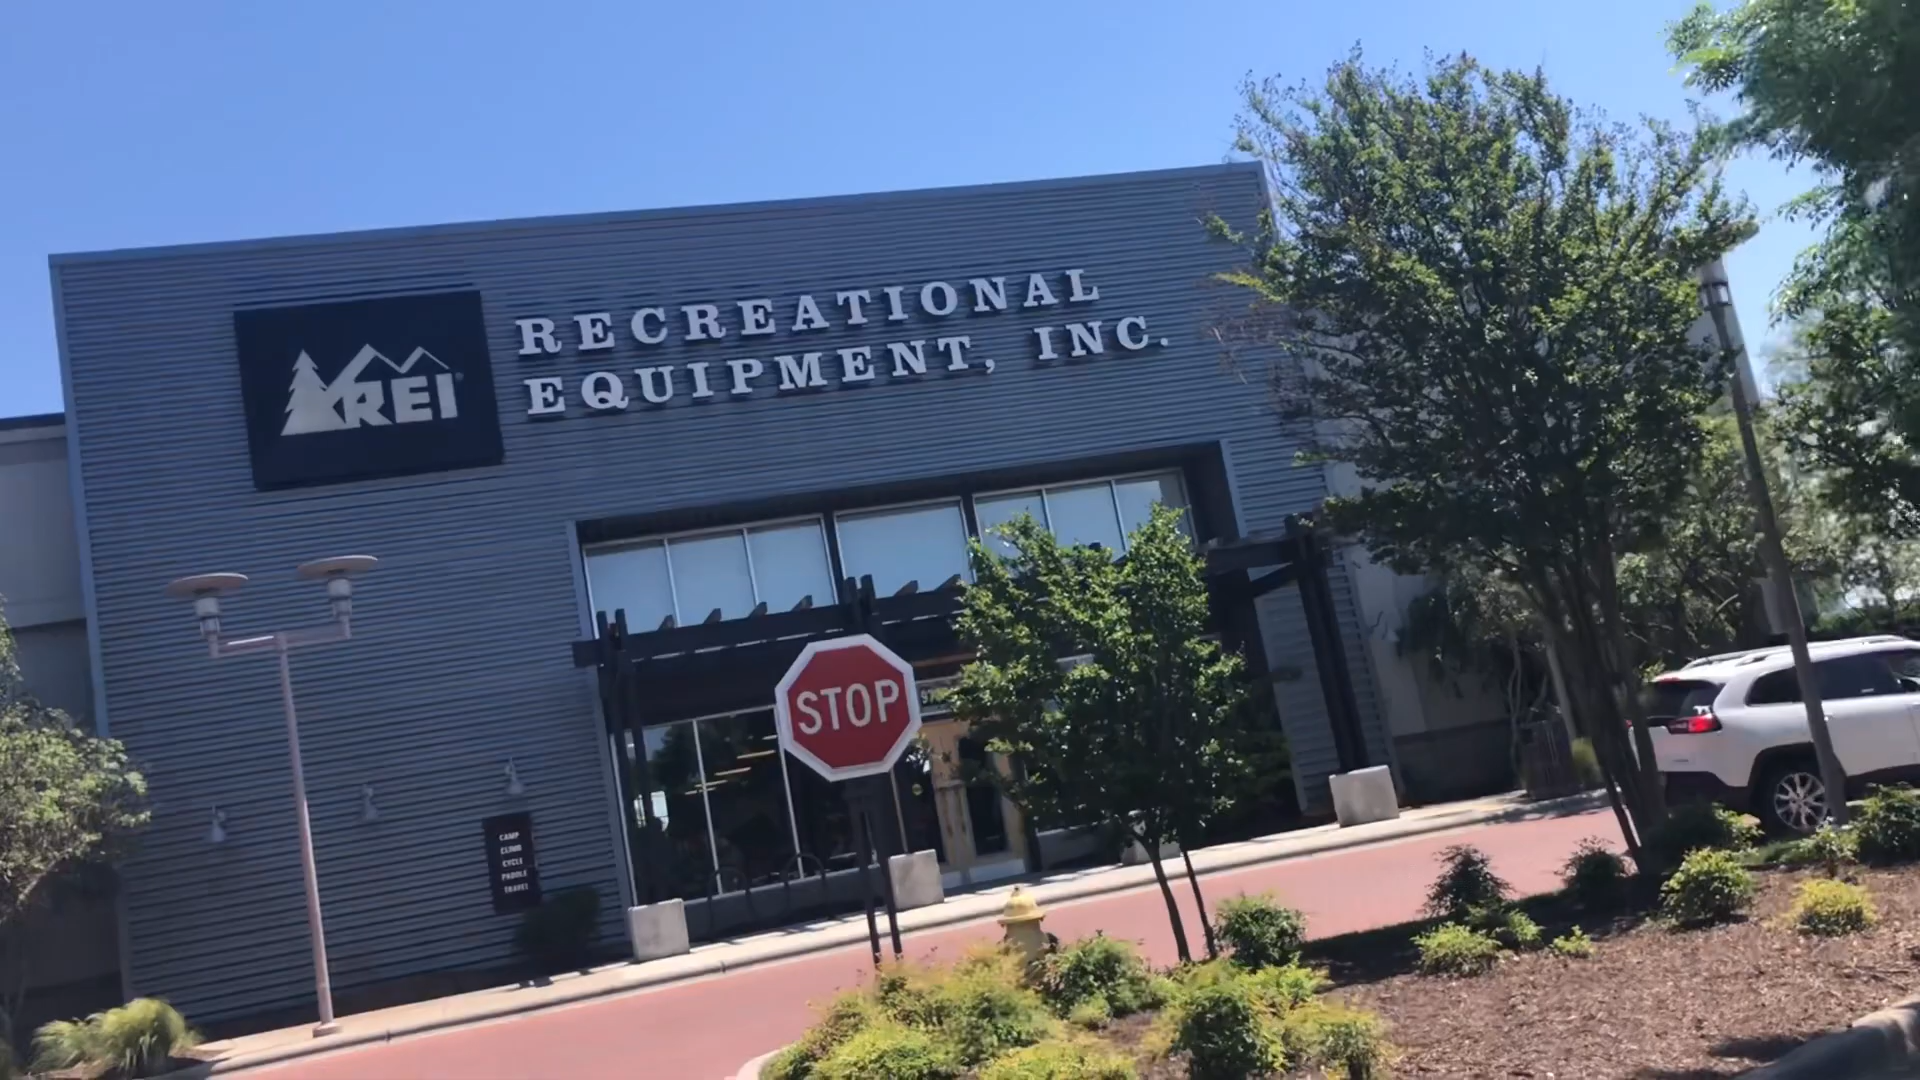 REI
RECREATIONAL
EQUIPMENT, INC.
STOP
CAMP
CLIMB
CYCLE
PADDLE
TRAVEL